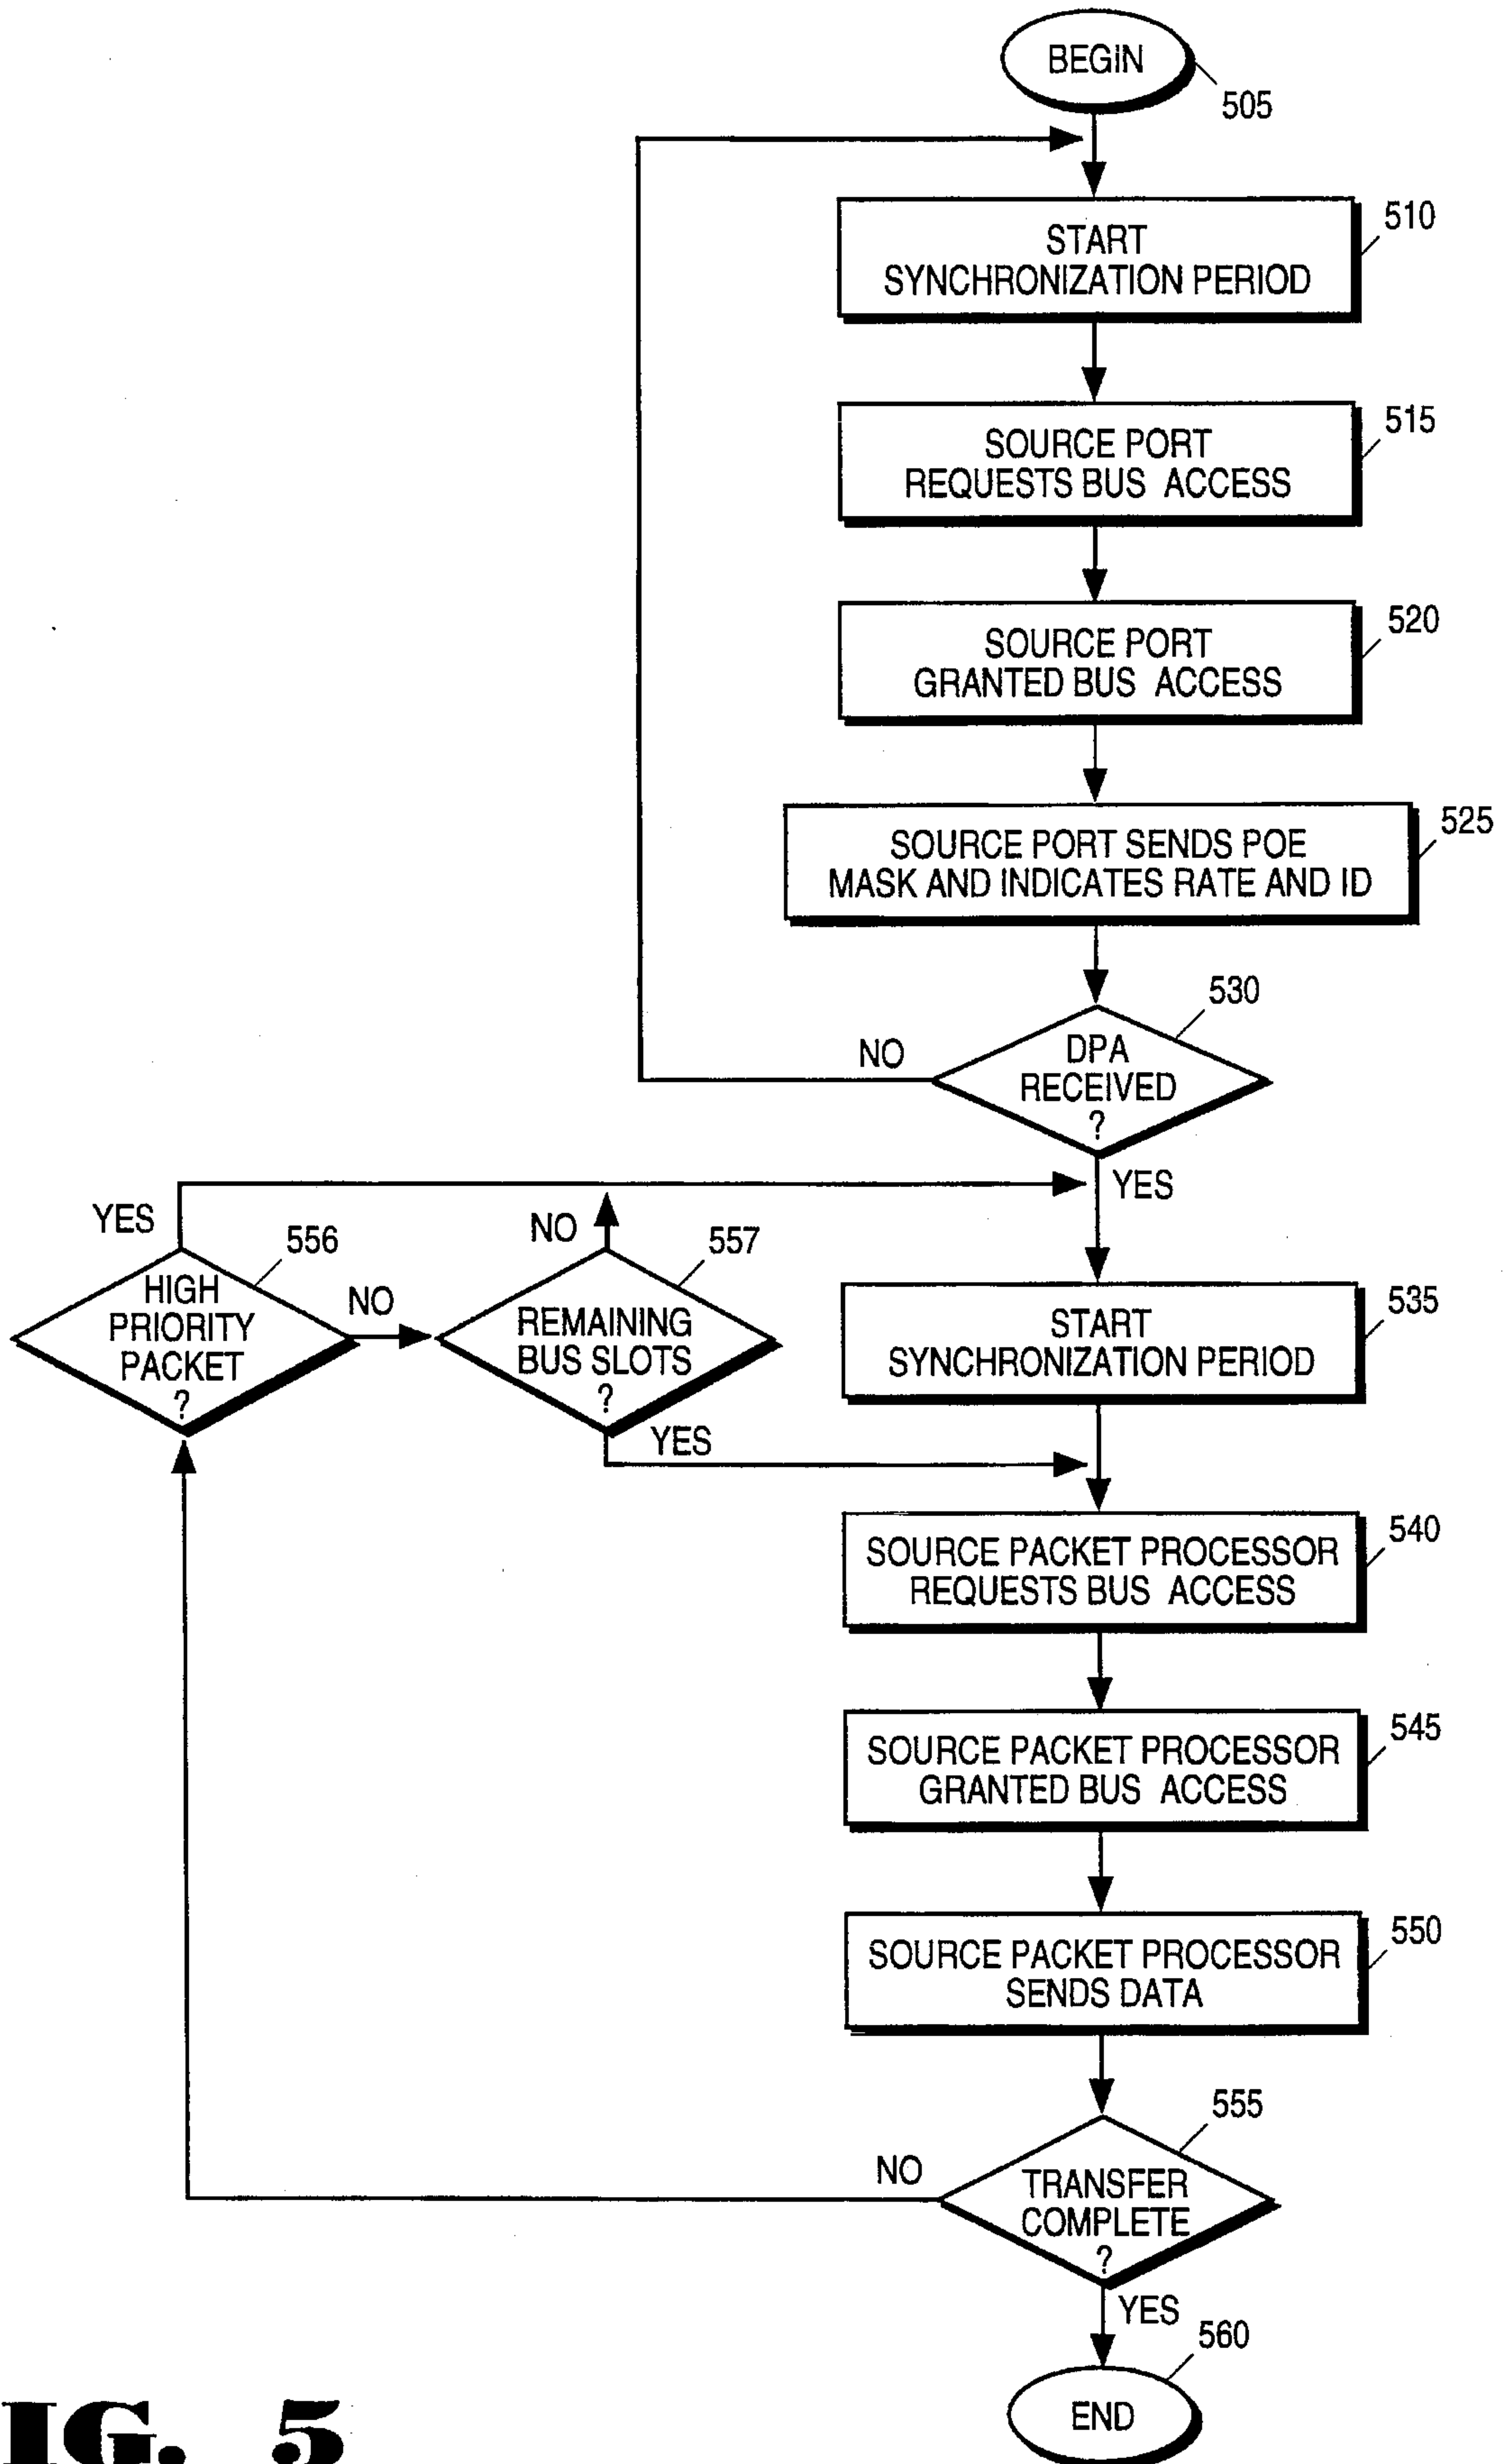 BEGIN
505
510
START
SYNCHRONIZATION PERIOD
515
SOURCE PORT
REQUESTS BUS ACCESS
520
SOURCE PORT
GRANTED BUS ACCESS
525
SOURCE PORT SENDS POE
MASK AND INDICATES RATE AND ID
530
NO
DPA
RECEIVED
?
YES
YES
556
NO
557
HIGH
PRIORITY
PACKET
?
NO
REMAINING
BUS SLOTS
?
YES
535
START
SYNCHRONIZATION PERIOD
540
SOURCE PACKET PROCESSOR
REQUESTS BUS ACCESS
545
SOURCE PACKET PROCESSOR
GRANTED BUS ACCESS
550
SOURCE PACKET PROCESSOR
SENDS DATA
555
NO
TRANSFER
COMPLETE
?
YES
560
END
IG. 5